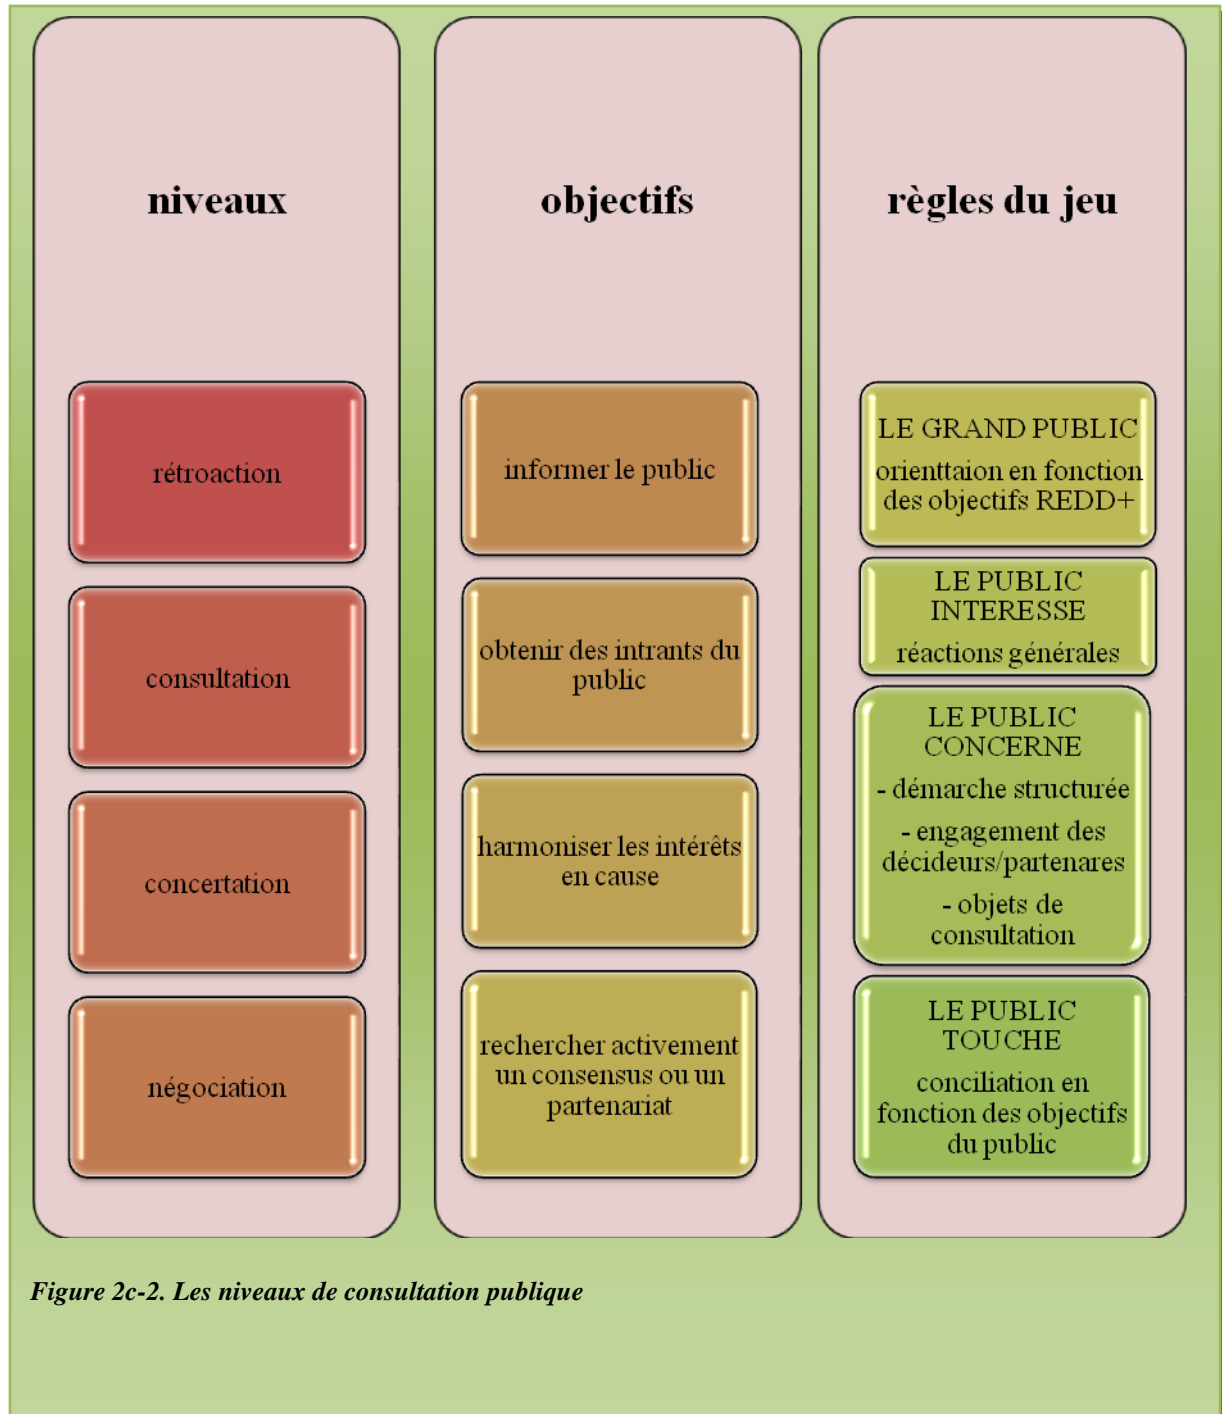 niveaux
rétroaction
consultation
concertation
négociation
objectifs
informer le public
obtenir des intrants du
public
harmoniser les intérêts
en cause
rechercher activement
un consensus ou un
partenariat
règles du jeu
LE GRAND PUBLIC
orienttaion en fonction
des objectifs REDD+
LE PUBLIC
INTERESSE
réactions générales
LE PUBLIC
CONCERNE
- démarche structurée
- engagement des
décideurs/partenares
- objets de
consultation
LE PUBLIC
TOUCHE
conciliation en
fonction des objectifs
du public
Figure 2c-2. Les niveaux de consultation publique